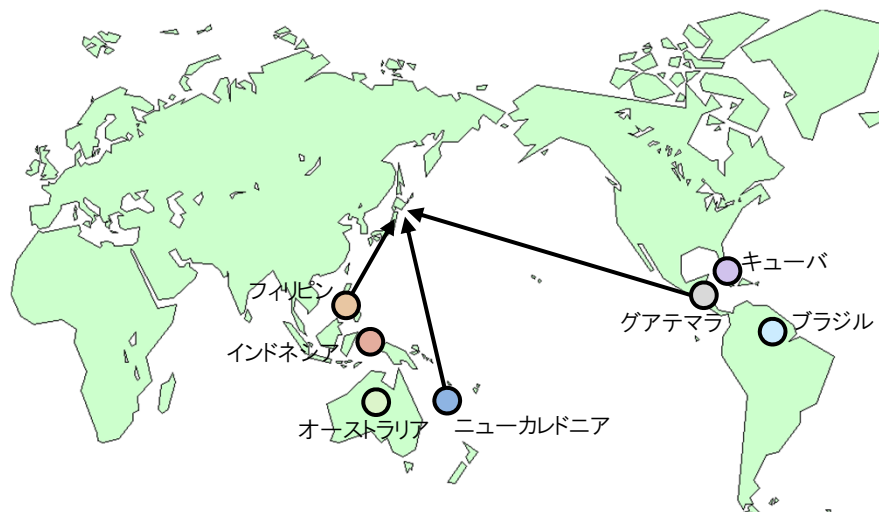 キューバ
フィリピン
グアテマラ
ブラジル
インドネシア
オーストラリア
ニューカレドニア